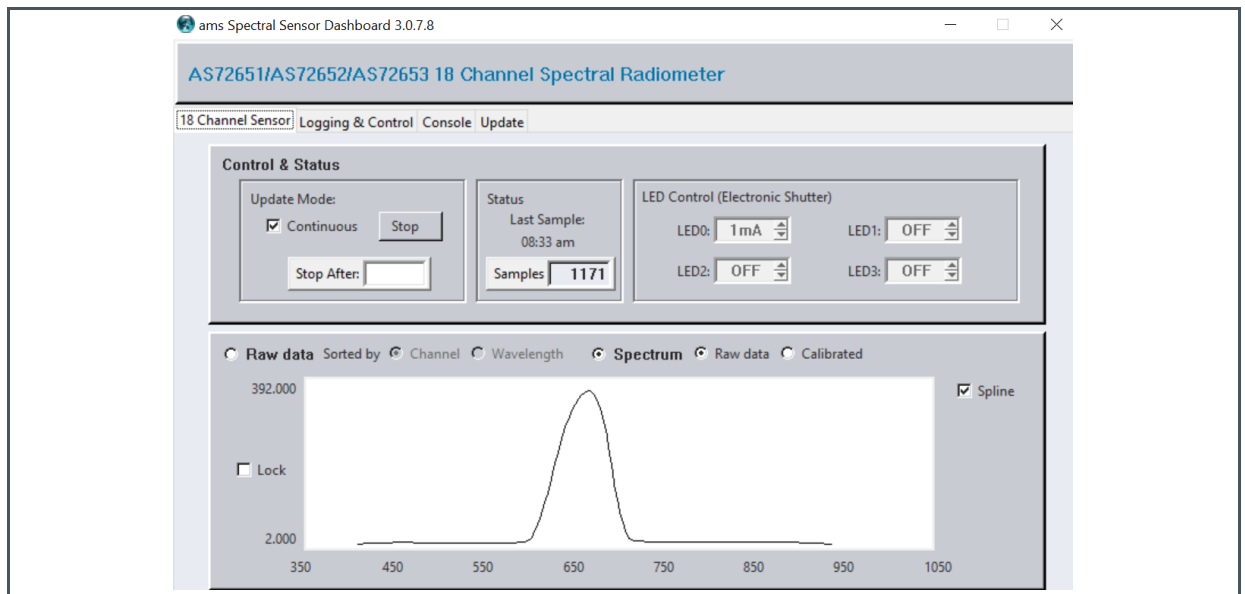 ams Spectral Sensor Dashboard 3.0.7.8
AS72651/AS72652/AS72653 18 Channel Spectral Radiometer
18 Channel Sensor Logging & Control Console Update
Control & Status
Update Mode:
Continuous Stop
Stop After:
Status
Last Sample:
08:33 am
Samples 1171
LED Control (Electronic Shutter)
LED0: 1mA LED1: OFF
LED2: OFF LED3: OFF
Raw data Sorted by Channel Wavelength Spectrum Raw data Calibrated
392.000
Spline
Lock
2.000
350 450 550 650 750 850 950 1050